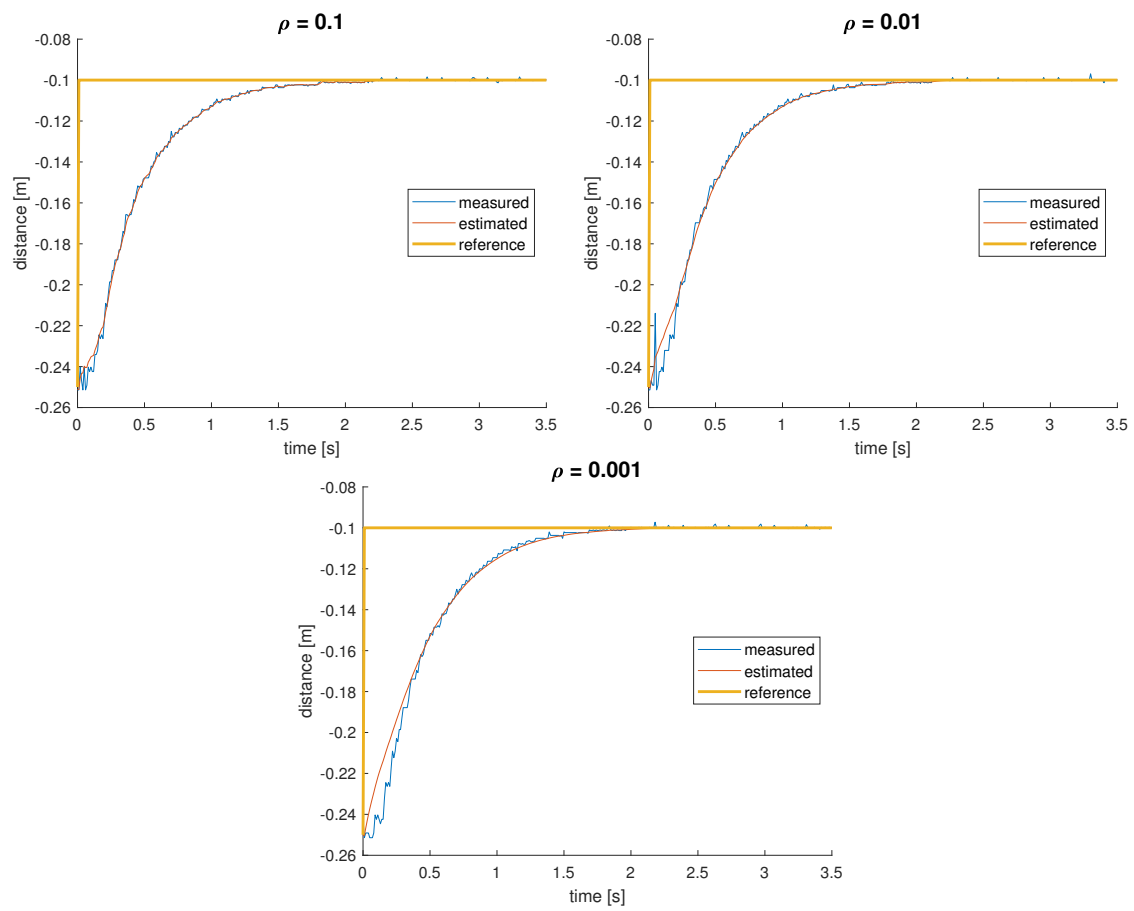 ρ = 0.1
-0.08
-0.1
-0.12
-0.14
-0.16
-0.18
-0.2
-0.22
-0.24
-0.26
distance [m]
measured
estimated
reference
0 0.5 1 1.5 2 2.5 3 3.5
time [s]
ρ = 0.01
-0.08
-0.1
-0.12
-0.14
-0.16
-0.18
-0.2
-0.22
-0.24
-0.26
distance [m]
measured
estimated
reference
0 0.5 1 1.5 2 2.5 3 3.5
time [s]
ρ = 0.001
-0.08
-0.1
-0.12
-0.14
-0.16
-0.18
-0.2
-0.22
-0.24
-0.26
distance [m]
measured
estimated
reference
0 0.5 1 1.5 2 2.5 3 3.5
time [s]